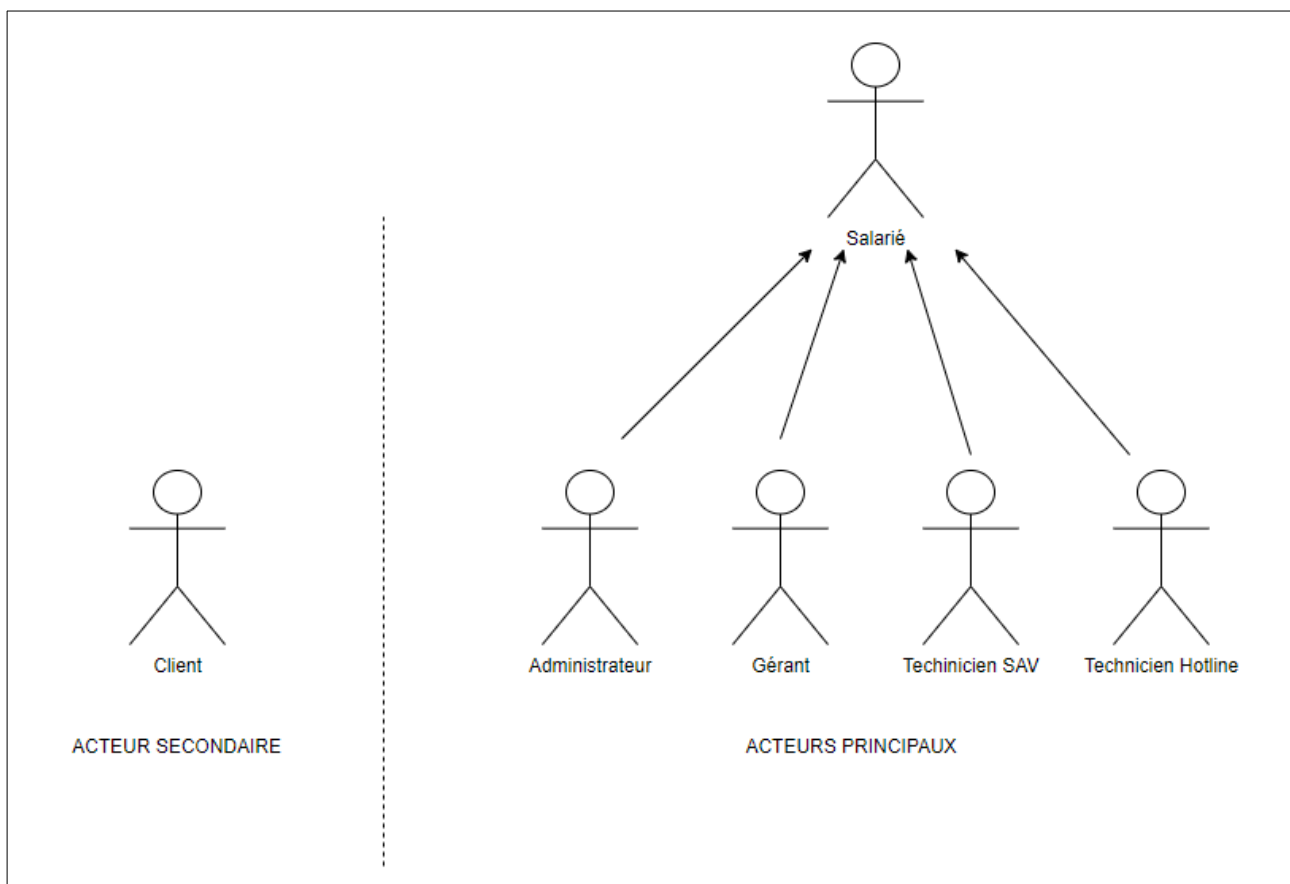 Salarié
Client
Administrateur
Gérant
Techinicien SAV
Technicien Hotline
ACTEUR SECONDAIRE
ACTEURS PRINCIPAUX